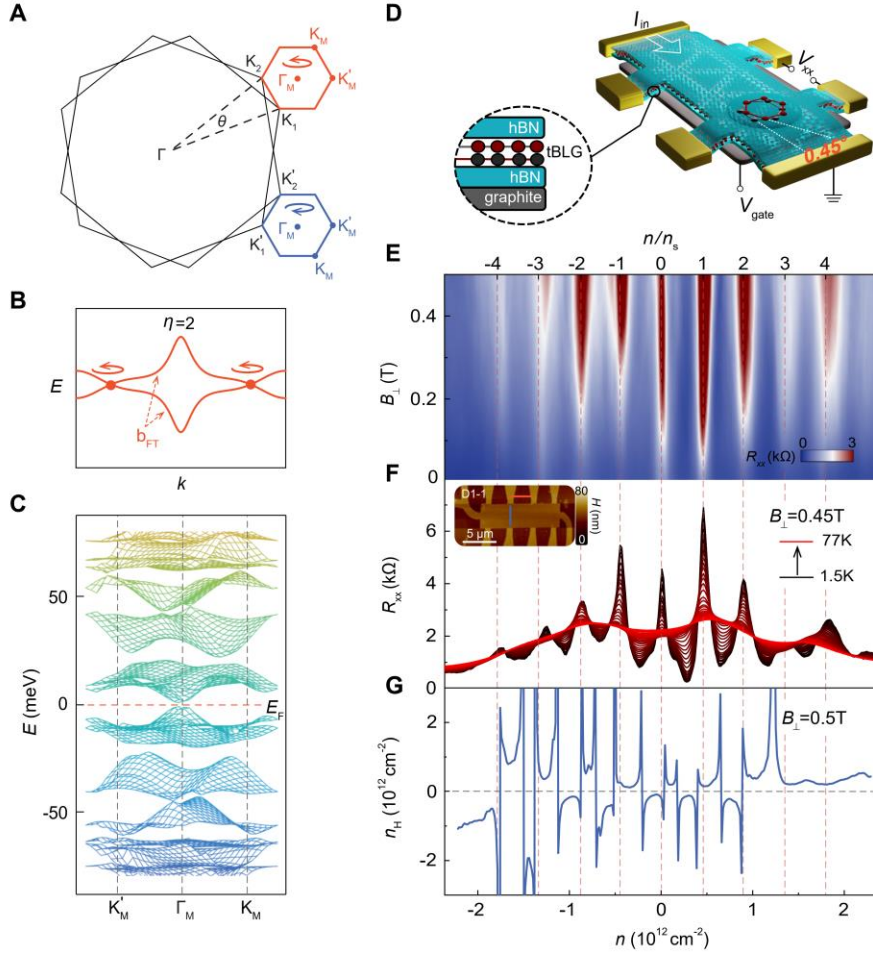 A
K_M
K_2
Γ_M
K'_M
θ
K_1
Γ
K'_2
Γ_M
K'_M
K'_1
K_M
B
η=2
E
b_FT
k
C
50
0
E_F
-50
E (meV)
K'_M Γ_M K_M
D
I_in
V_xx
hBN
tBLG
hBN
graphite
0.45°
V_gate
n/n_s
E
-4 -3 -2 -1 0 1 2 3 4
0.4
0.2
0
B_⊥ (T)
0 3
R_xx (kΩ)
F
D1-1
5 μm
80
0
H (nm)
B_⊥=0.45T
77K
1.5K
6
4
2
0
R_xx (kΩ)
G
B_⊥=0.5T
2
0
-2
n_H (10^12 cm^-2)
-2 -1 0 1 2
n (10^12 cm^-2)